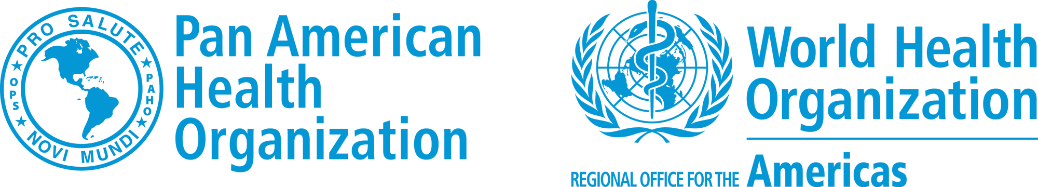 PRO SALUTE
OPS
PAHO
NOVI MUNDI
Pan American
Health
Organization
World Health
Organization
REGIONAL OFFICE FOR THE Americas